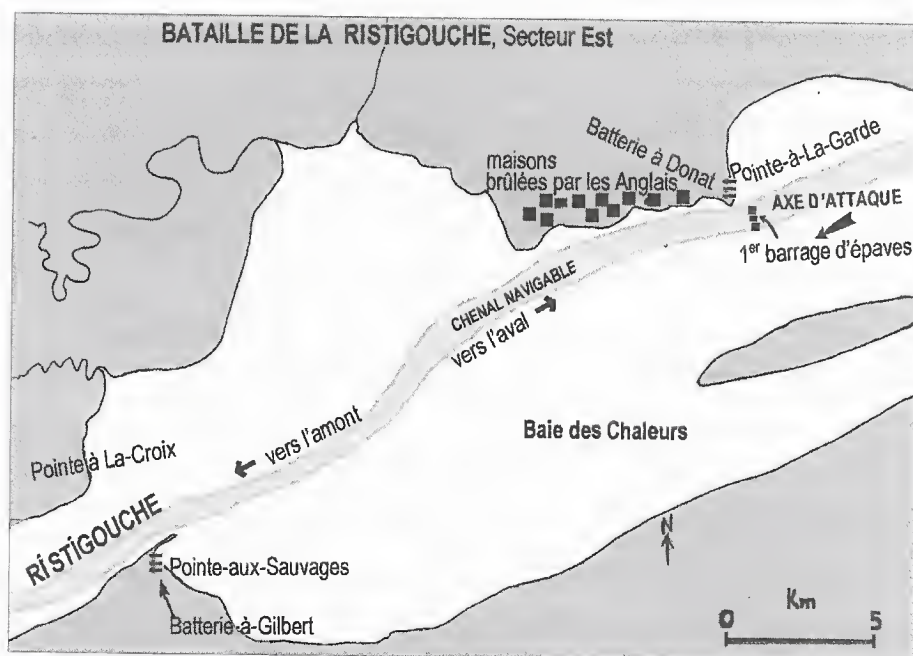 BATAILLE DE LA RISTIGOUCHE, Secteur Est
Batterie à Donat
Pointe-à-La-Garde
maisons
brûlées par les Anglais
AXE D'ATTAQUE
1er barrage d'épaves
CHENAL NAVIGABLE
vers l'aval
vers l'amont
Baie des Chaleurs
Pointe à La-Croix
RISTIGOUCHE
N
Pointe-aux-Sauvages
Batterie-à-Gilbert
Km
0 5